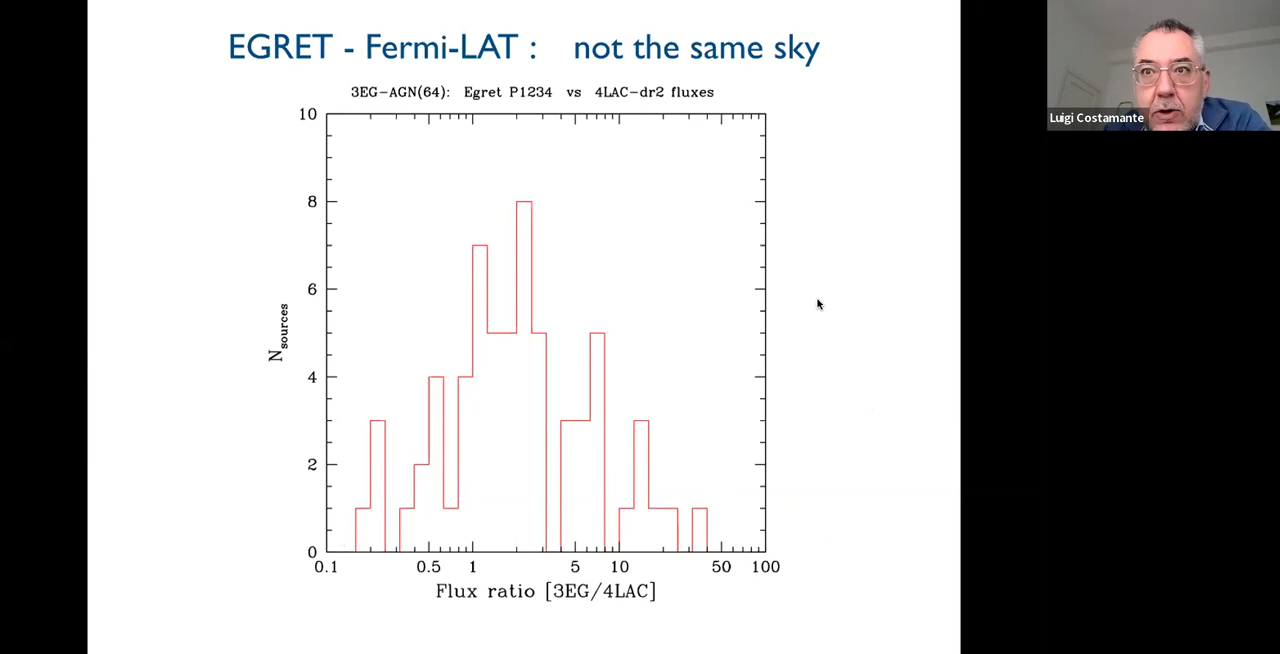 EGRET - Fermi-LAT : not the same sky
3EG-AGN(64): Egret P1234 vs 4LAC-dr2 fluxes
Luigi Costamante
10
8
6
4
2
0
N_sources
0.1 0.5 1 5 10 50 100
Flux ratio [3EG/4LAC]